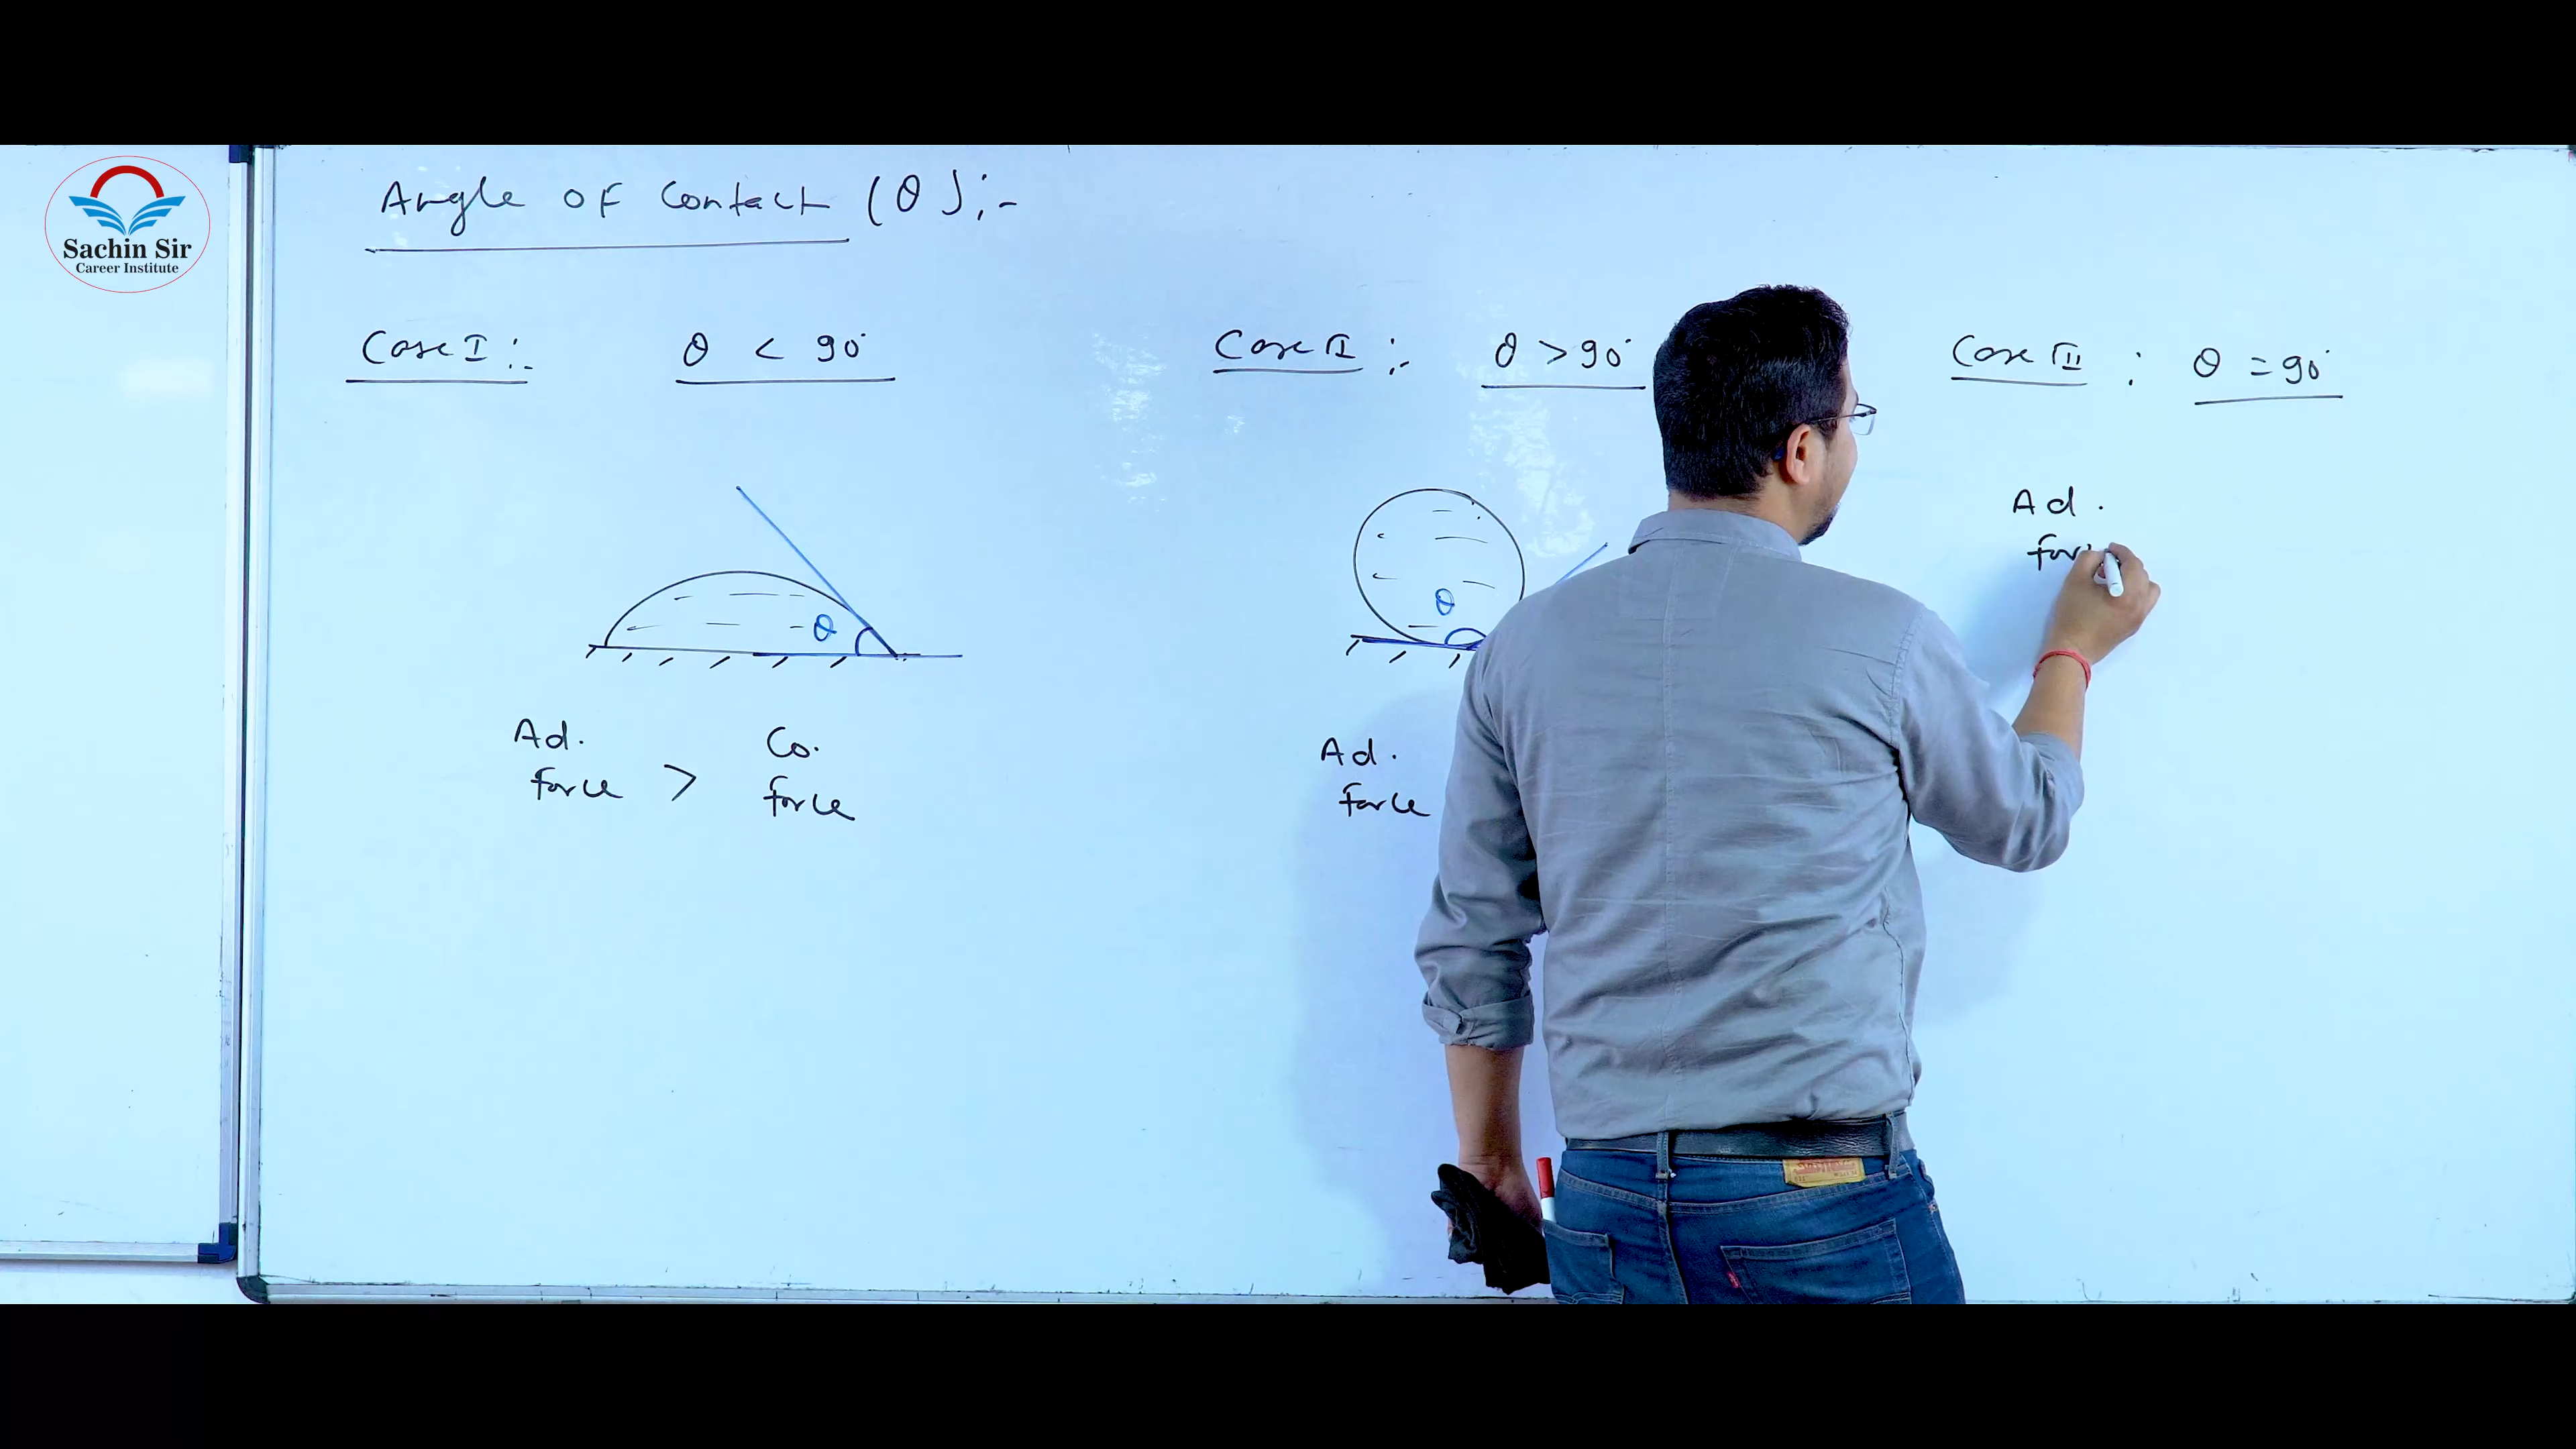 Sachin Sir
Career Institute
Angle of Contact (θ) :-
Case I :-
θ < 90°
θ
Ad. force > Co. force
Case II :-
θ > 90°
θ
Ad.
force
Case III :
θ = 90°
Ad.